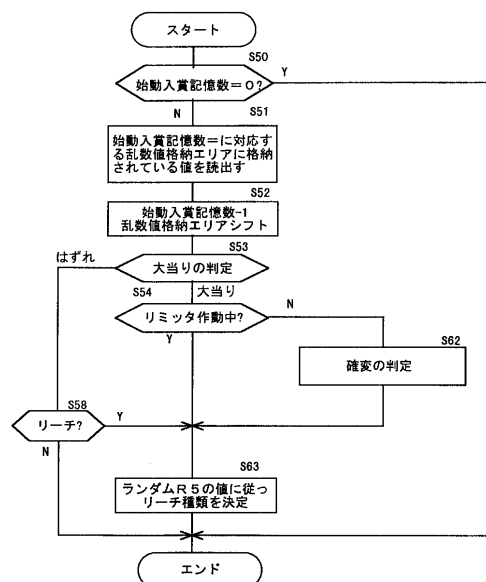 スタート
S50
始動入賞記憶数＝0?
Y
N
S51
始動入賞記憶数＝に対応す
る乱数値格納エリアに格納
されている値を読出す
S52
始動入賞記憶数-1
乱数値格納エリアシフト
S53
はずれ
大当りの判定
S54
大当り
リミッタ作動中?
N
Y
S62
確変の判定
S58
リーチ?
Y
N
S63
ランダムR5の値に従っ
リーチ種類を決定
エンド